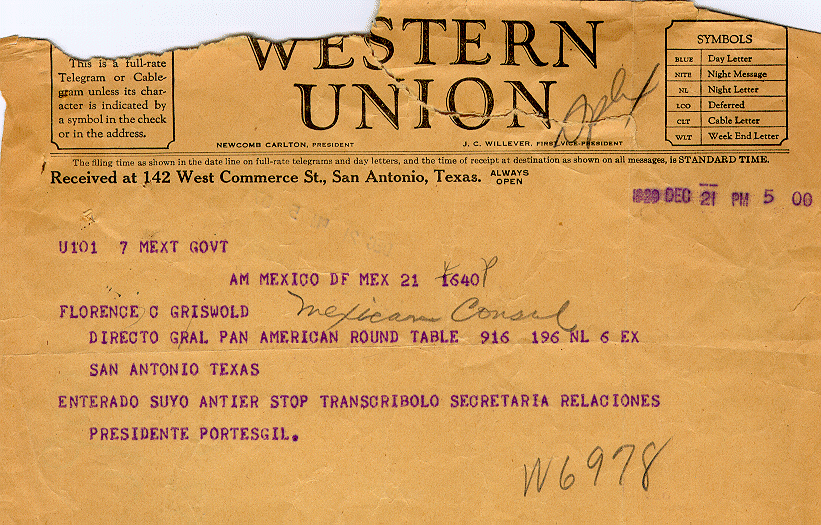 WESTERN
UNION
This is a full-rate
Telegram or Cable-
gram unless its char-
acter is indicated by
a symbol in the check
or in the address.
NEWCOMB CARLTON, PRESIDENT
J. C. WILLEVER, FIRST VICE-PRESIDENT
SYMBOLS
BLUE Day Letter
NITE Night Message
NL Night Letter
LCO Deferred
CLT Cable Letter
WLT Week End Letter
The filing time as shown in the date line on full-rate telegrams and day letters, and the time of receipt at destination as shown on all messages, is STANDARD TIME.
Received at 142 West Commerce St., San Antonio, Texas. ALWAYS OPEN
1929 DEC 21 PM 5 00
U101 7 MEXT GOVT
AM MEXICO DF MEX 21 1640 P
FLORENCE C GRISWOLD Mexican Consul
DIRECTO GRAL PAN AMERICAN ROUND TABLE 916 196 NL 6 EX
SAN ANTONIO TEXAS
ENTERADO SUYO ANTIER STOP TRANSCRIBOLO SECRETARIA RELACIONES
PRESIDENTE PORTESGIL.
W6978